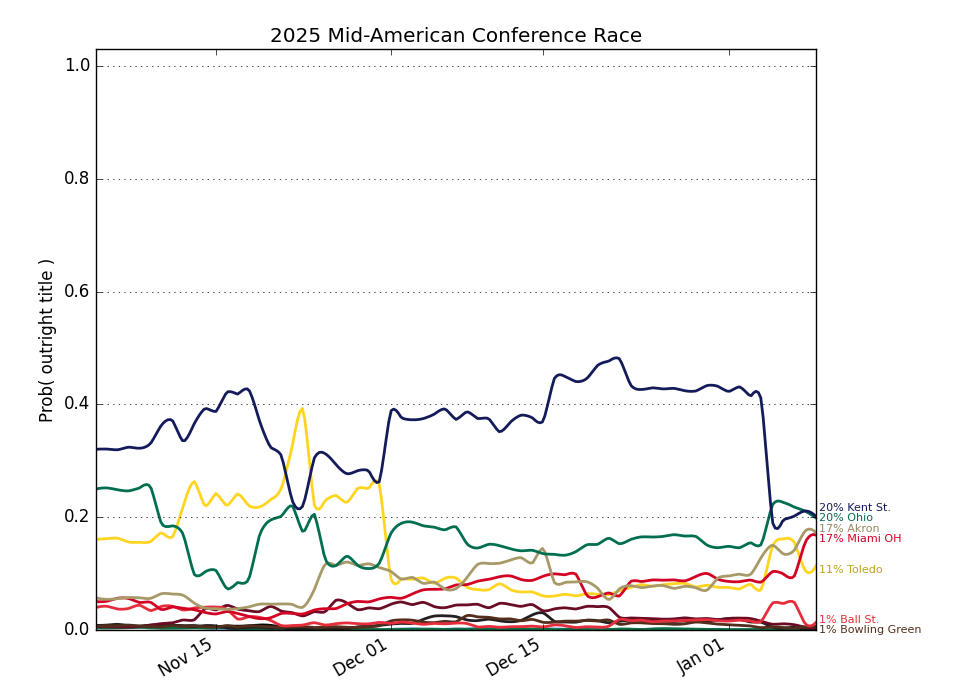 2025 Mid-American Conference Race
Prob( outright title )
1.0
0.8
0.6
0.4
0.2
0.0
Nov 15
Dec 01
Dec 15
Jan 01
20% Kent St.
20% Ohio
17% Akron
17% Miami OH
11% Toledo
1% Ball St.
1% Bowling Green